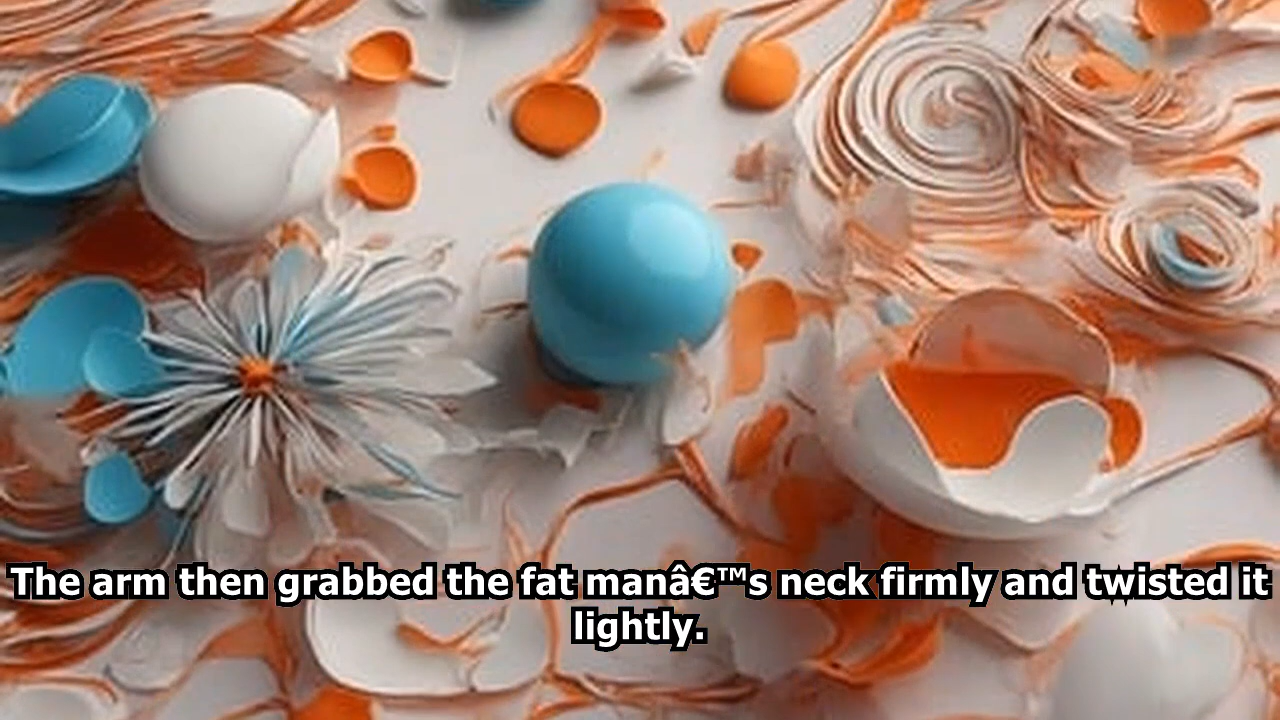 The arm then grabbed the fat manâ€™s neck firmly and twisted it
lightly.